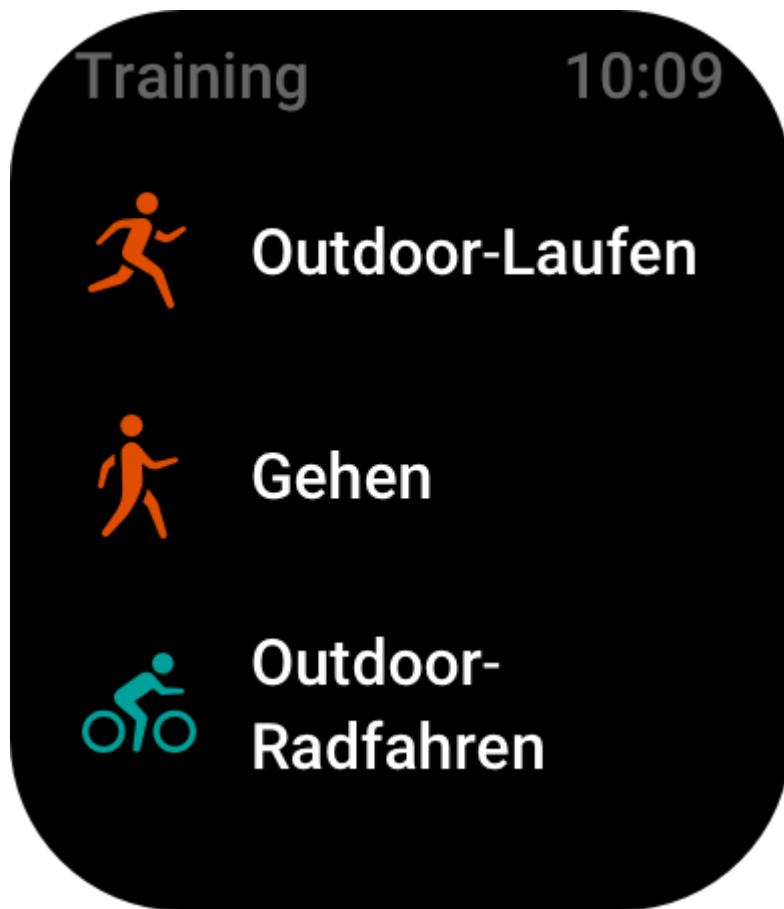 Training 10:09
Outdoor-Laufen
Gehen
Outdoor-
Radfahren